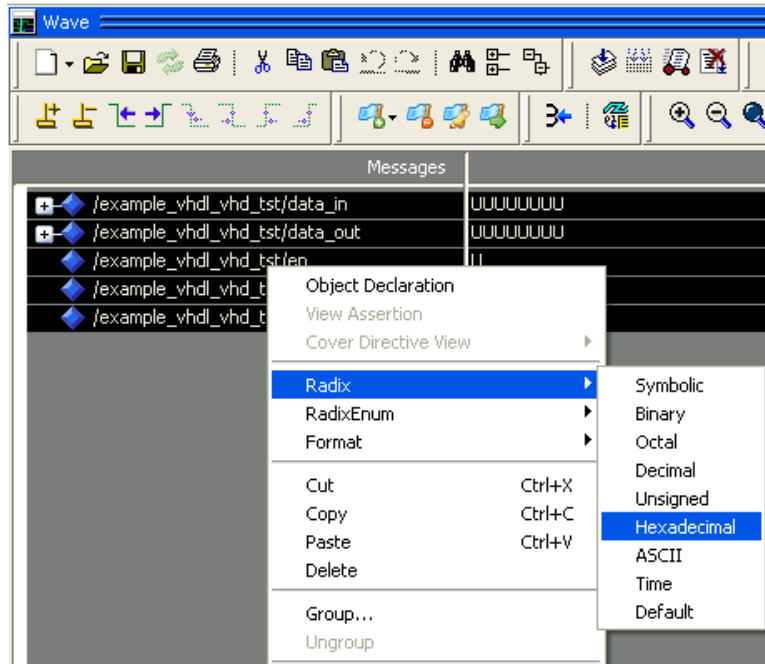 Wave
Messages
/example_vhdl_vhd_tst/data_in UUUUUUUU
/example_vhdl_vhd_tst/data_out UUUUUUUU
/example_vhdl_vhd_tst/en U
/example_vhdl_vhd_t
/example_vhdl_vhd_t
Object Declaration
View Assertion
Cover Directive View
Radix
RadixEnum
Format
Cut Ctrl+X
Copy Ctrl+C
Paste Ctrl+V
Delete
Group...
Ungroup
Symbolic
Binary
Octal
Decimal
Unsigned
Hexadecimal
ASCII
Time
Default